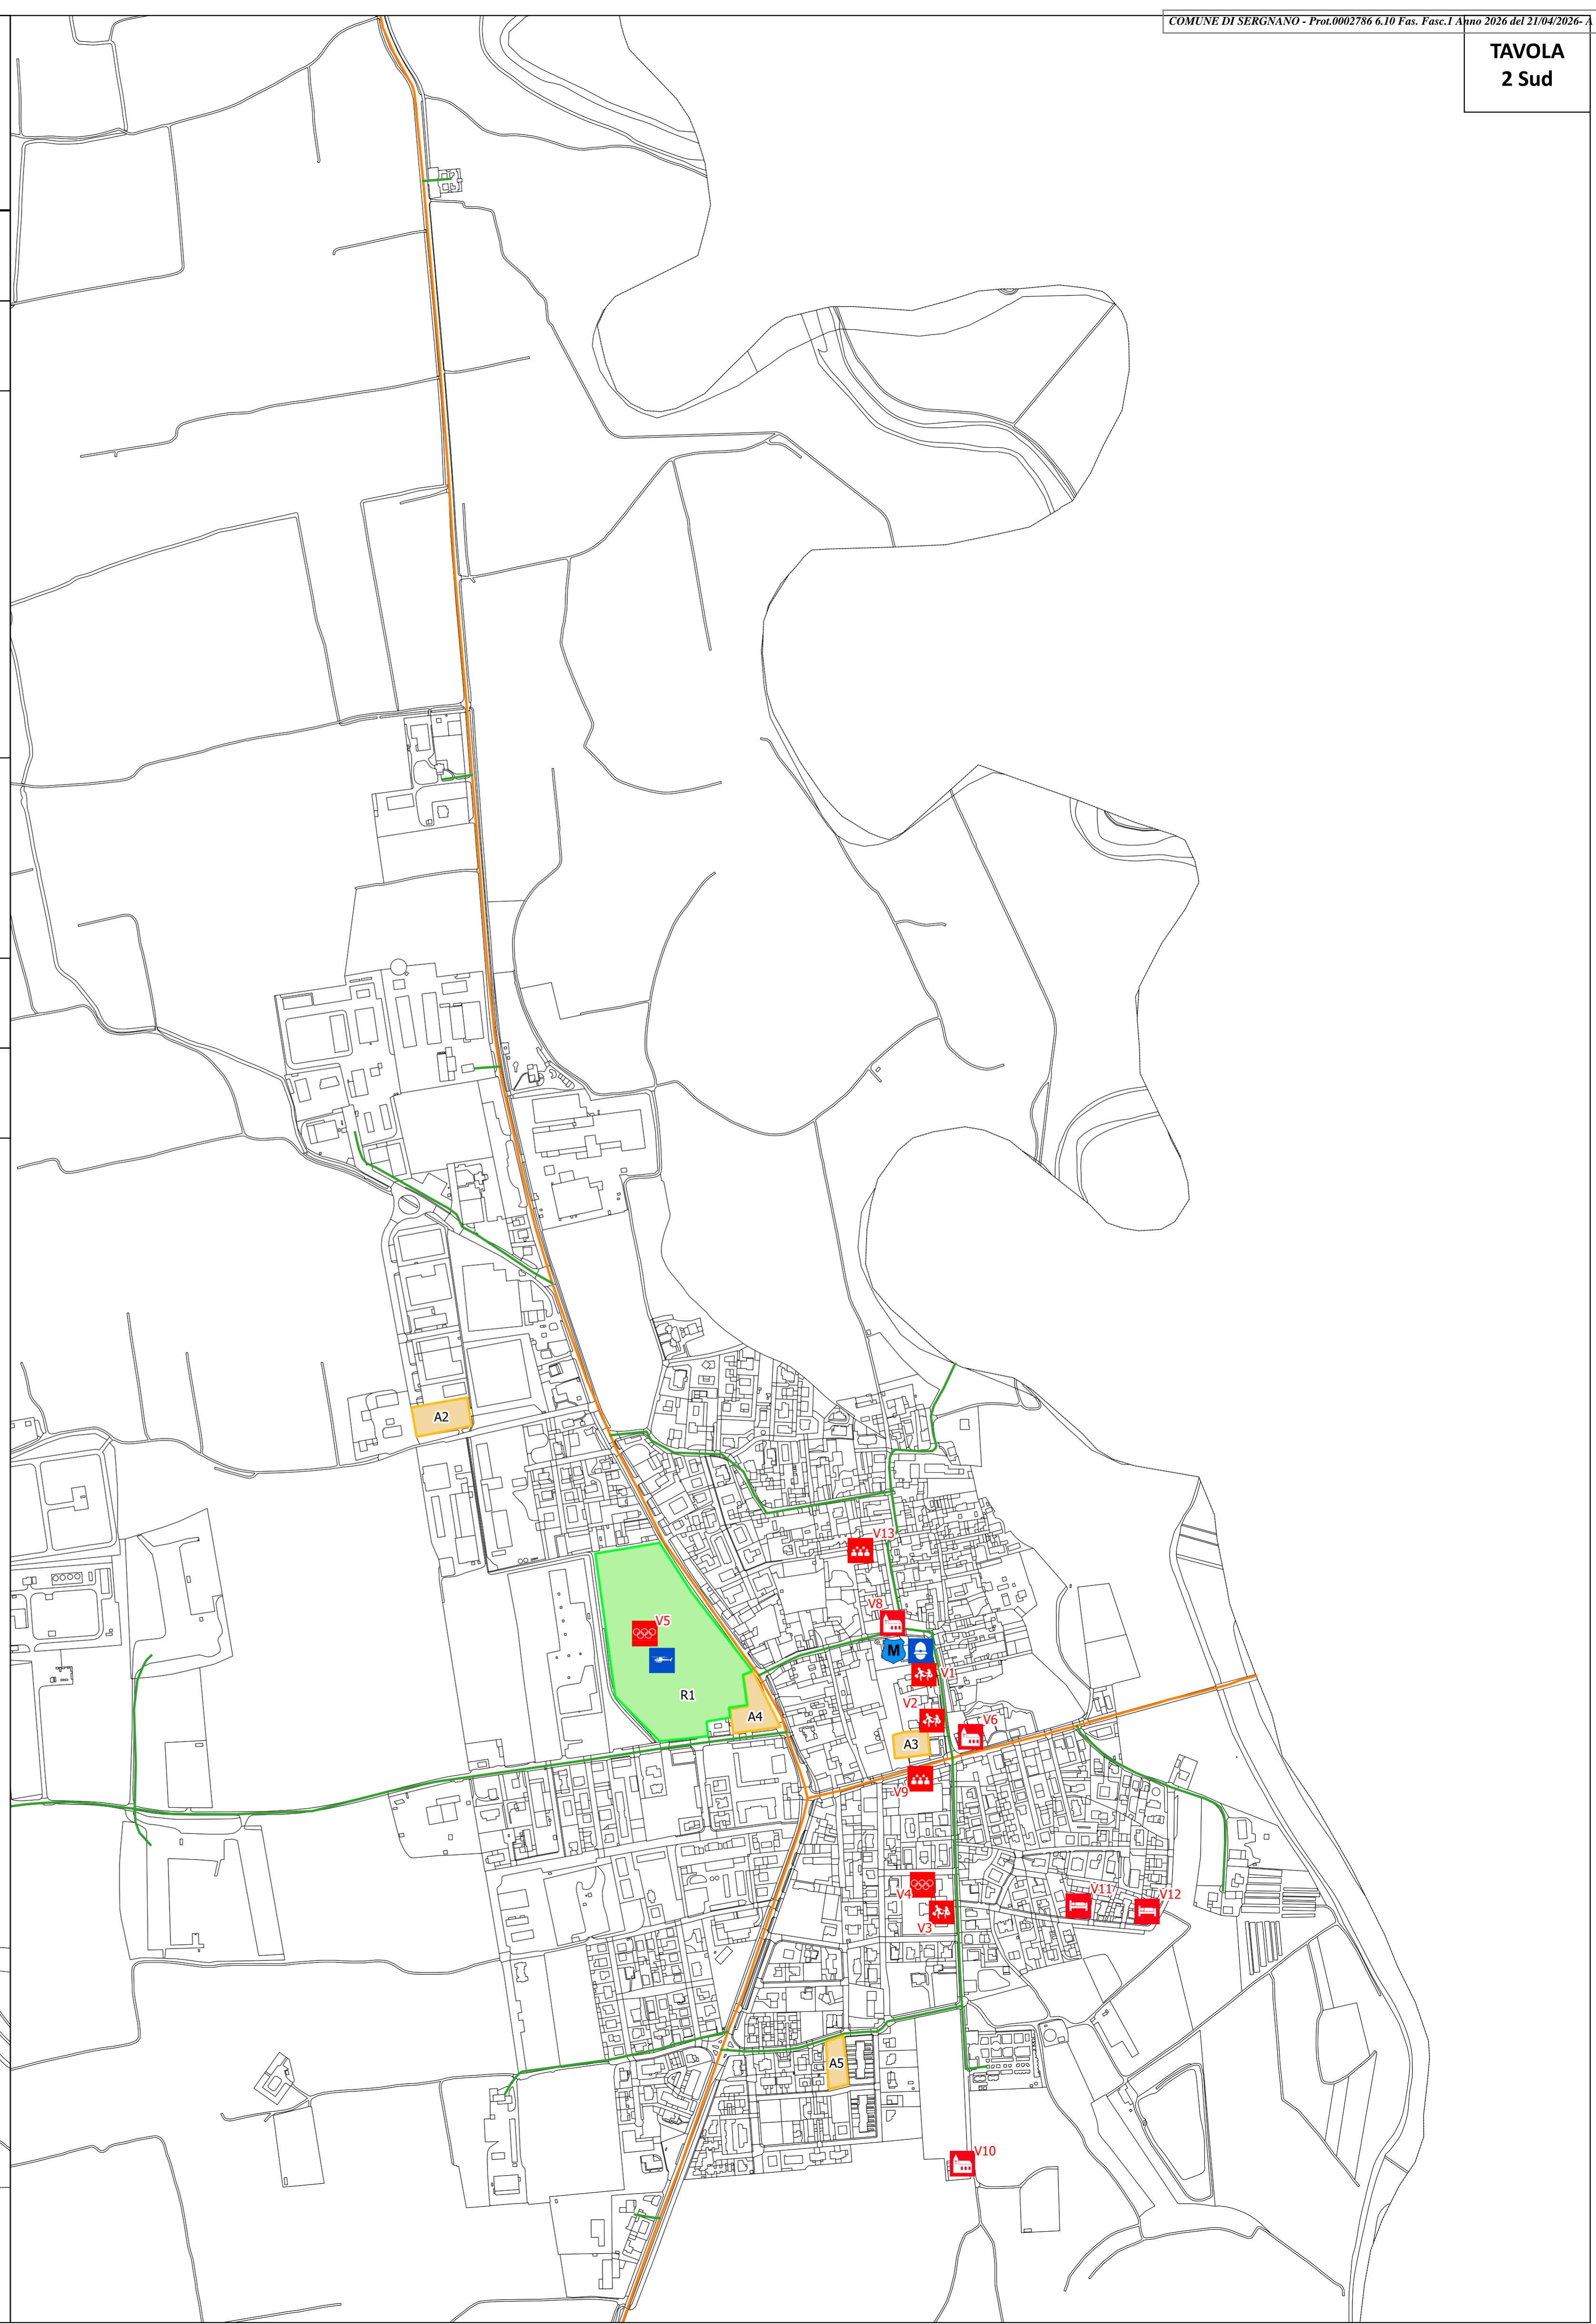 COMUNE DI SERGNANO - Prot.0002786 6.10 Fas. Fasc.1 Anno 2026 del 21/04/2026- A
TAVOLA
2 Sud
A2
V13
V8
V5
M
V1
R1
V2
A4
V6
A3
V9
V4
V11
V12
V3
A5
V10